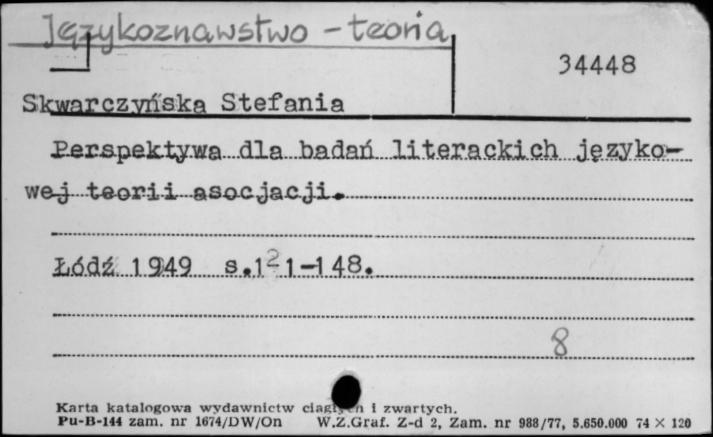 Językoznawstwo - teoria
34448
Skwarczyńska Stefania
Perspektywa dla badań literackich języko-
wej teorii asocjacji.
Łódź 1949 s.121-148.
8
Karta katalogowa wydawnictw ciągłych i zwartych.
Pu-B-144 zam. nr 1674/DW/On W.Z.Graf. Z-d 2, Zam. nr 988/77, 5.650.000 74 × 120